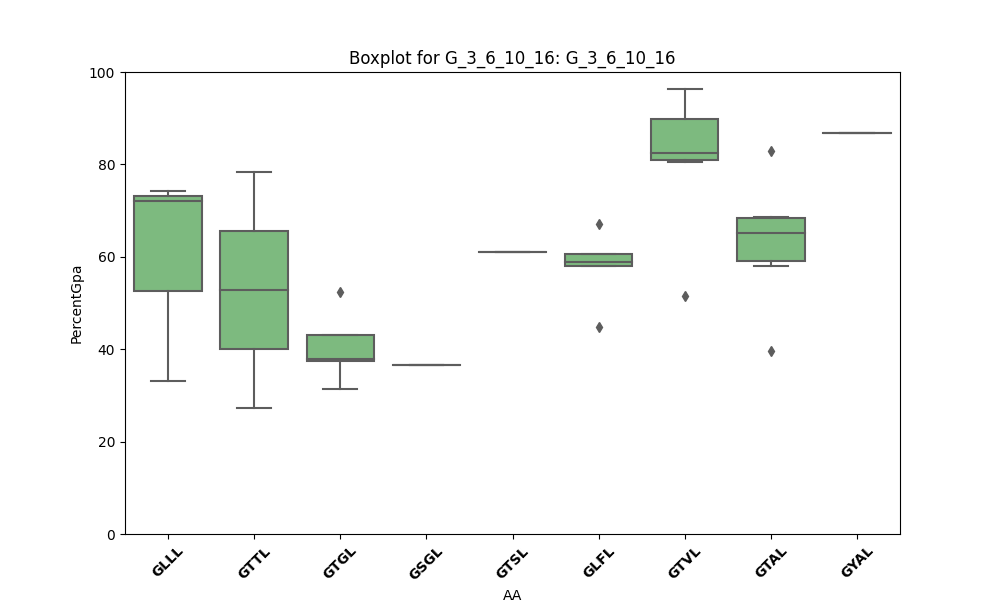 Boxplot for G_3_6_10_16: G_3_6_10_16
100
80
60
40
20
0
PercentGpa
GLLL GTTL GTGL GSGL GTSL GLFL GTVL GTAL GYAL
AA